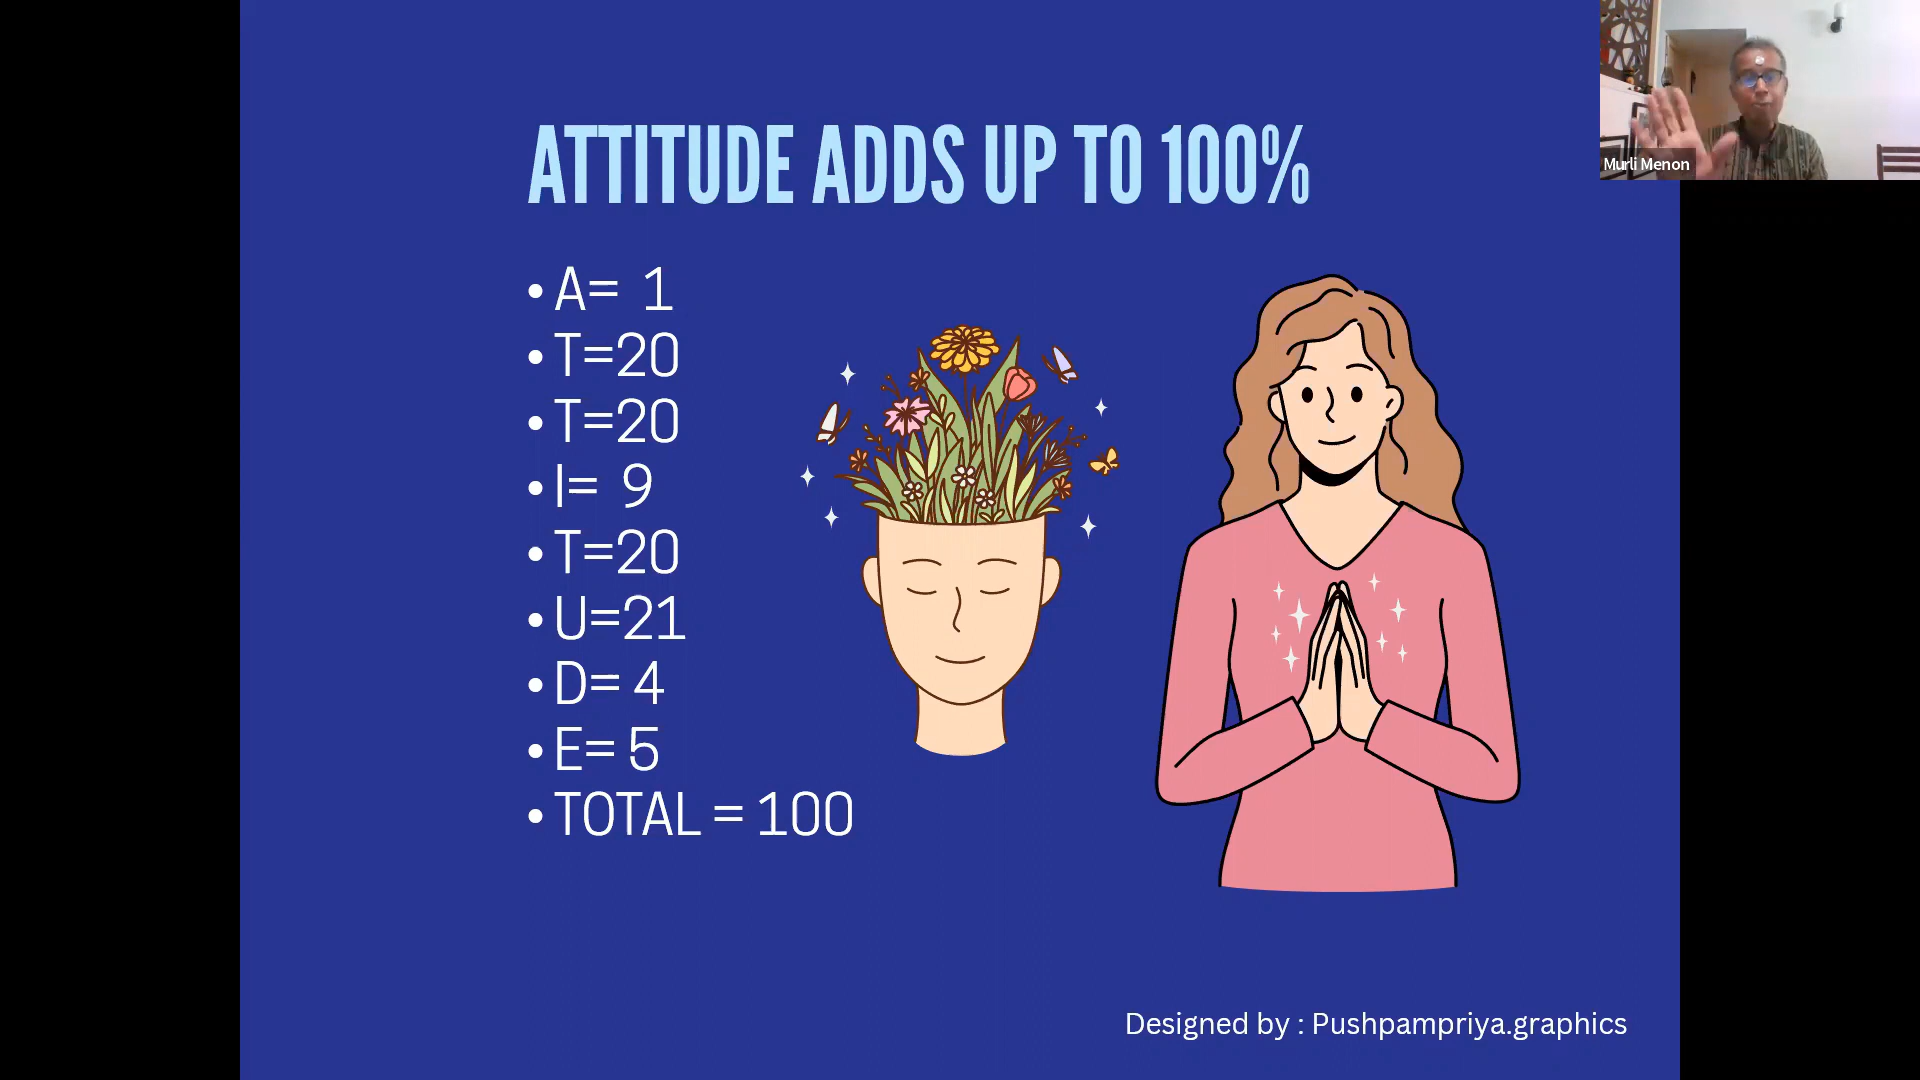 ATTITUDE ADDS UP TO 100%
• A= 1
• T=20
• T=20
• I= 9
• T=20
• U=21
• D= 4
• E= 5
• TOTAL = 100
Designed by : Pushpampriya.graphics
Murli Menon